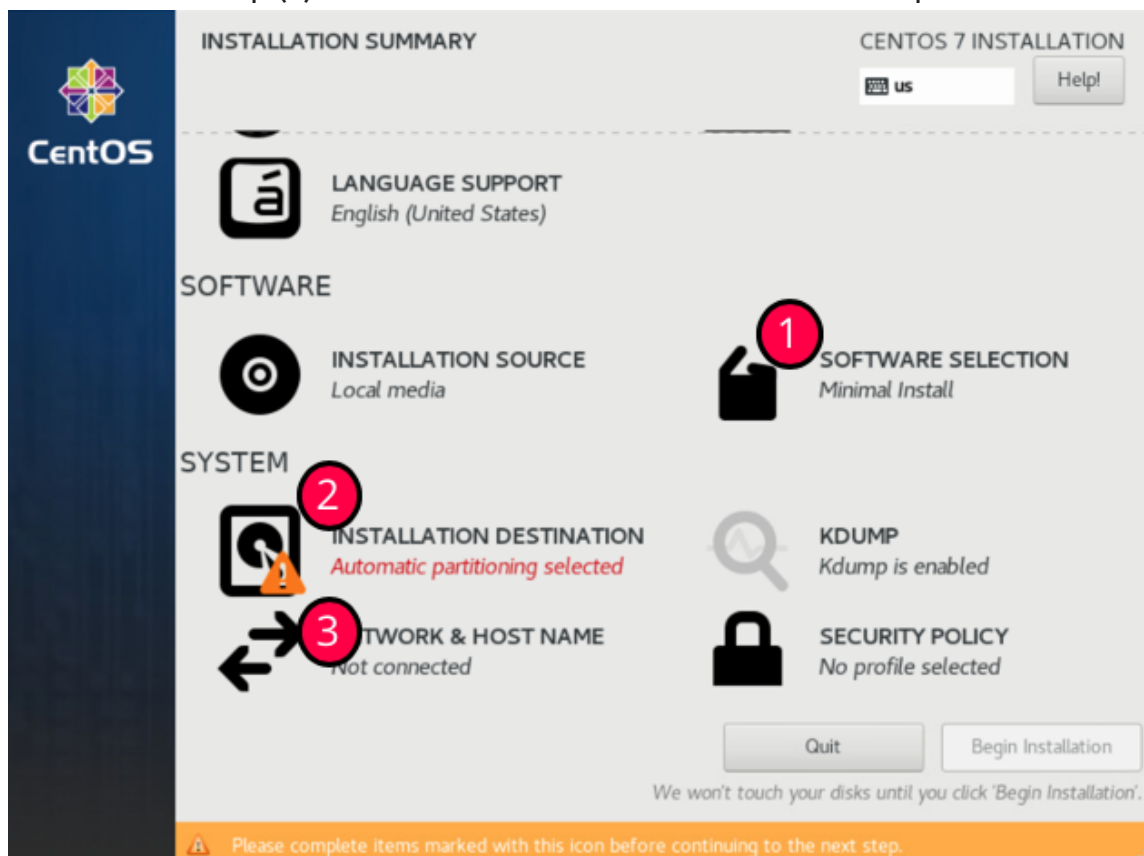 INSTALLATION SUMMARY
CENTOS 7 INSTALLATION
us
Help!
CentOS
á
LANGUAGE SUPPORT
English (United States)
SOFTWARE
INSTALLATION SOURCE
Local media
1
SOFTWARE SELECTION
Minimal Install
SYSTEM
2
INSTALLATION DESTINATION
Automatic partitioning selected
KDUMP
Kdump is enabled
3
TWORK & HOST NAME
Not connected
SECURITY POLICY
No profile selected
Quit
Begin Installation
We won't touch your disks until you click 'Begin Installation'.
Please complete items marked with this icon before continuing to the next step.